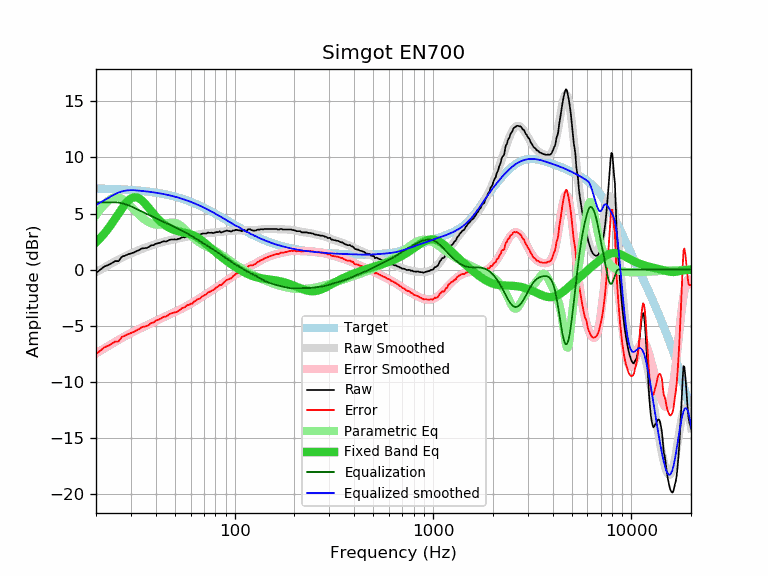 Simgot EN700
Amplitude (dBr)
15
10
5
0
−5
−10
−15
−20
Target
Raw Smoothed
Error Smoothed
Raw
Error
Parametric Eq
Fixed Band Eq
Equalization
Equalized smoothed
100
1000
10000
Frequency (Hz)